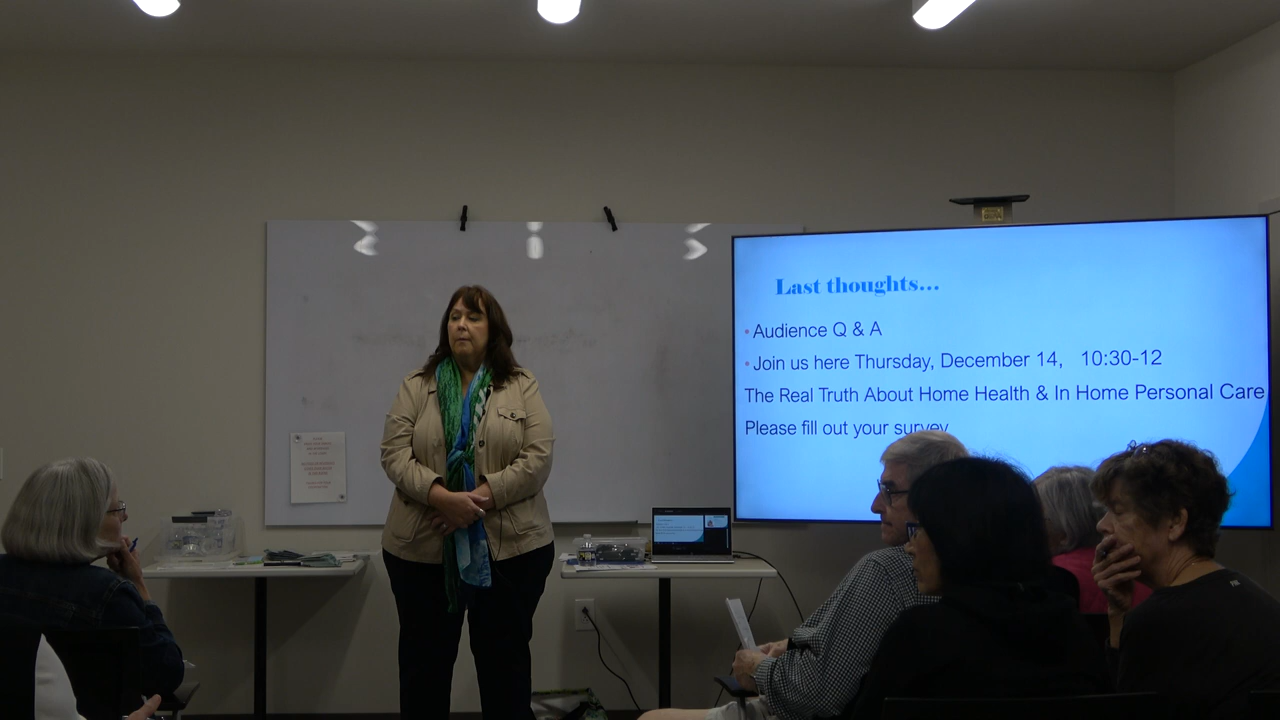 Last thoughts...
• Audience Q & A
• Join us here Thursday, December 14, 10:30-12
The Real Truth About Home Health & In Home Personal Care
Please fill out your survey